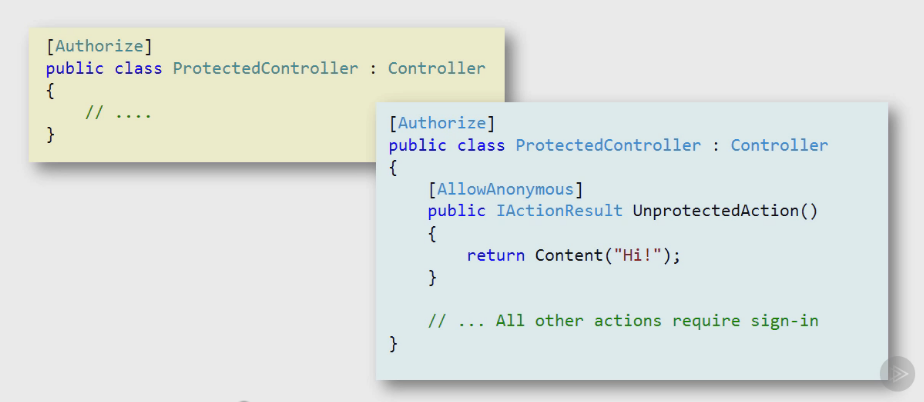 [Authorize]
public class ProtectedController : Controller
{
    // ....
}
[Authorize]
public class ProtectedController : Controller
{
    [AllowAnonymous]
    public IActionResult UnprotectedAction()
    {
        return Content("Hi!");
    }
    // ... All other actions require sign-in
}